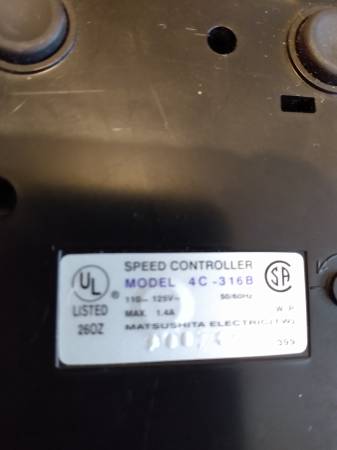 SPEED CONTROLLER
MODEL 4C-316B
110-125V~ 50/60Hz
MAX. 1.4A W.P.
MATSUSHITA ELECTRIC(TW)
395
UL
®
LISTED
26OZ
SA